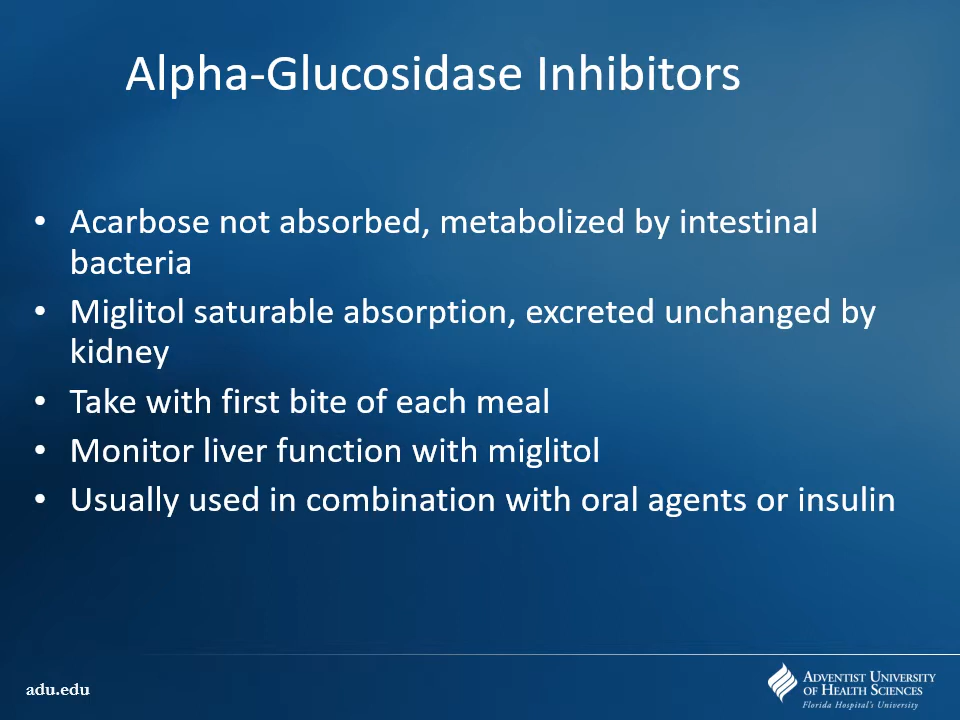 Alpha-Glucosidase Inhibitors
• Acarbose not absorbed, metabolized by intestinal
bacteria
• Miglitol saturable absorption, excreted unchanged by
kidney
• Take with first bite of each meal
• Monitor liver function with miglitol
• Usually used in combination with oral agents or insulin
adu.edu
ADVENTIST UNIVERSITY
OF HEALTH SCIENCES
Florida Hospital's University